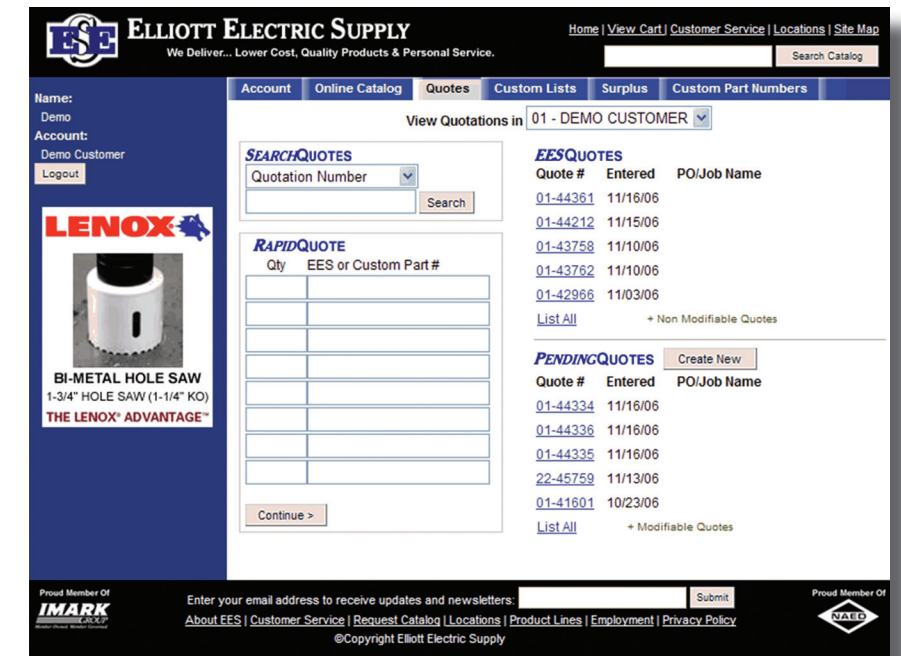 ESE
ELLIOTT ELECTRIC SUPPLY
We Deliver... Lower Cost, Quality Products & Personal Service.
Home | View Cart | Customer Service | Locations | Site Map
Search Catalog
Name:
Demo
Account:
Demo Customer
Logout
LENOX
BI-METAL HOLE SAW
1-3/4" HOLE SAW (1-1/4" KO)
THE LENOX® ADVANTAGE™
Account Online Catalog Quotes Custom Lists Surplus Custom Part Numbers
View Quotations in 01 - DEMO CUSTOMER
SEARCHQUOTES
Quotation Number
Search
RAPIDQUOTE
Qty EES or Custom Part #
Continue >
EESQUOTES
Quote # Entered PO/Job Name
01-44361 11/16/06
01-44212 11/15/06
01-43758 11/10/06
01-43762 11/10/06
01-42966 11/03/06
List All + Non Modifiable Quotes
PENDINGQUOTES Create New
Quote # Entered PO/Job Name
01-44334 11/16/06
01-44336 11/16/06
01-44335 11/16/06
22-45759 11/13/06
01-41601 10/23/06
List All + Modifiable Quotes
Proud Member Of
IMARK
GROUP
Enter your email address to receive updates and newsletters: Submit
About EES | Customer Service | Request Catalog | Locations | Product Lines | Employment | Privacy Policy
©Copyright Elliott Electric Supply
Proud Member Of
NAED